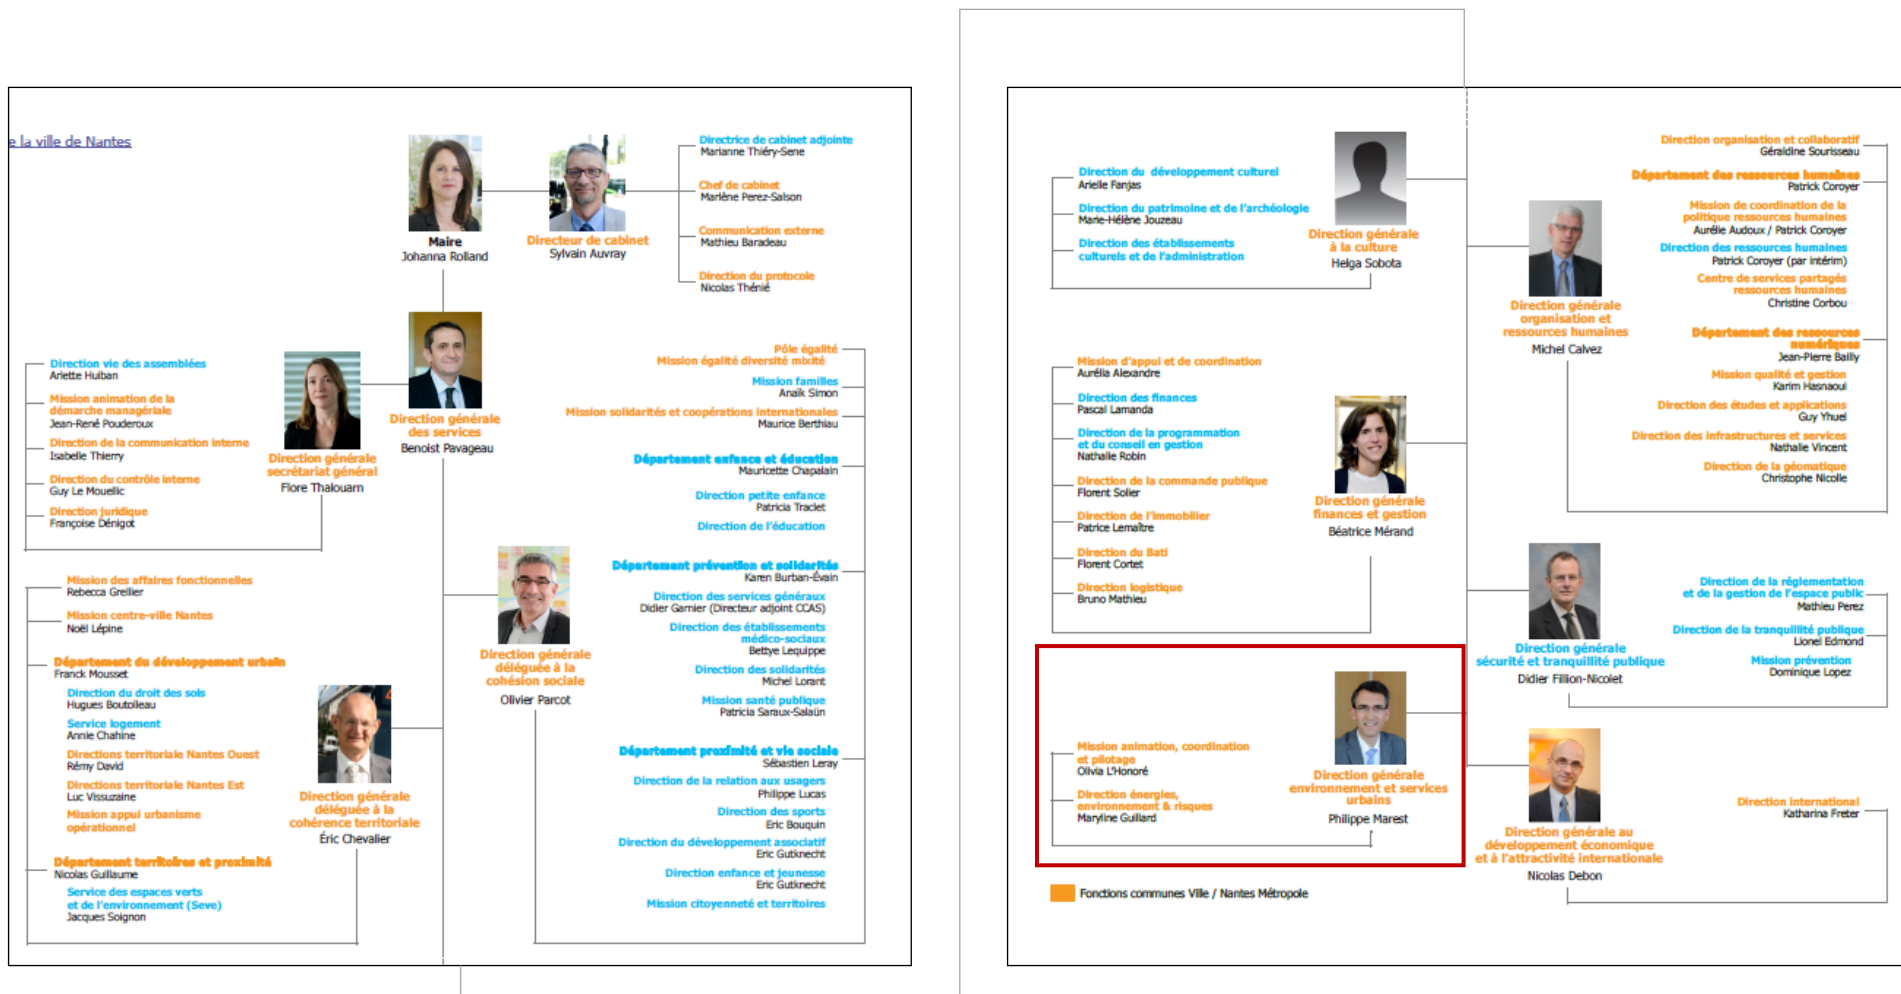 e la ville de Nantes
Maire
Johanna Rolland
Directeur de cabinet
Sylvain Auvray
Directrice de cabinet adjointe
Marianne Thiéry-Sene
Chef de cabinet
Marlène Perez-Salson
Communication externe
Mathieu Baradeau
Direction du protocole
Nicolas Thénié
Direction générale
des services
Benoist Pavageau
Direction générale
secrétariat général
Flore Thalouarn
Direction vie des assemblées
Arlette Huiban
Mission animation de la
démarche managériale
Jean-René Pouderoux
Direction de la communication interne
Isabelle Thierry
Direction du contrôle interne
Guy Le Mouellic
Direction juridique
Françoise Dénigot
Pôle égalité
Mission égalité diversité mixité
Mission familles
Anaïk Simon
Mission solidarités et coopérations internationales
Maurice Berthiau
Département enfance et éducation
Mauricette Chapalain
Direction petite enfance
Patricia Traclet
Direction de l'éducation
Département prévention et solidarités
Karen Burban-Évain
Direction des services généraux
Didier Garnier (Directeur adjoint CCAS)
Direction des établissements
médico-sociaux
Bettye Lequippe
Direction des solidarités
Michel Lorant
Mission santé publique
Patricia Saraux-Salaün
Département proximité et vie sociale
Sébastien Leray
Direction de la relation aux usagers
Philippe Lucas
Direction des sports
Eric Bouquin
Direction du développement associatif
Eric Gutknecht
Direction enfance et jeunesse
Eric Gutknecht
Mission citoyenneté et territoires
Direction générale
déléguée à la
cohésion sociale
Olivier Parcot
Mission des affaires fonctionnelles
Rebecca Grellier
Mission centre-ville Nantes
Noël Lépine
Département du développement urbain
Franck Mousset
Direction du droit des sols
Hugues Boutolleau
Service logement
Annie Chahine
Directions territoriale Nantes Ouest
Rémy David
Directions territoriale Nantes Est
Luc Vissuzaine
Mission appui urbanisme
opérationnel
Département territoires et proximité
Nicolas Guillaume
Service des espaces verts
et de l'environnement (Seve)
Jacques Soignon
Direction générale
déléguée à la
cohérence territoriale
Éric Chevalier
Direction du développement culturel
Arielle Fanjas
Direction du patrimoine et de l'archéologie
Marie-Hélène Jouzeau
Direction des établissements
culturels et de l'administration
Direction générale
à la culture
Helga Sobota
Direction organisation et collaboratif
Géraldine Sourisseau
Département des ressources humaines
Patrick Coroyer
Mission de coordination de la
politique ressources humaines
Aurélie Audoux / Patrick Coroyer
Direction des ressources humaines
Patrick Coroyer (par intérim)
Centre de services partagés
ressources humaines
Christine Corbou
Département des ressources
numériques
Jean-Pierre Bailly
Mission qualité et gestion
Karim Hasnaoui
Direction des études et applications
Guy Yhuel
Direction des infrastructures et services
Nathalie Vincent
Direction de la géomatique
Christophe Nicolle
Direction générale
organisation et
ressources humaines
Michel Calvez
Mission d'appui et de coordination
Aurélia Alexandre
Direction des finances
Pascal Lamanda
Direction de la programmation
et du conseil en gestion
Nathalie Robin
Direction de la commande publique
Florent Solier
Direction de l'immobilier
Patrice Lemaître
Direction du Bati
Florent Cortet
Direction logistique
Bruno Mathieu
Direction générale
finances et gestion
Béatrice Mérand
Direction générale
sécurité et tranquillité publique
Didier Fillion-Nicolet
Direction de la réglementation
et de la gestion de l'espace public
Mathieu Perez
Direction de la tranquillité publique
Lionel Edmond
Mission prévention
Dominique Lopez
Mission animation, coordination
et pilotage
Olivia L'Honoré
Direction énergies,
environnement & risques
Maryline Guillard
Direction générale
environnement et services
urbains
Philippe Marest
Direction générale au
développement économique
et à l'attractivité internationale
Nicolas Debon
Direction international
Katharina Freter
Fonctions communes Ville / Nantes Métropole